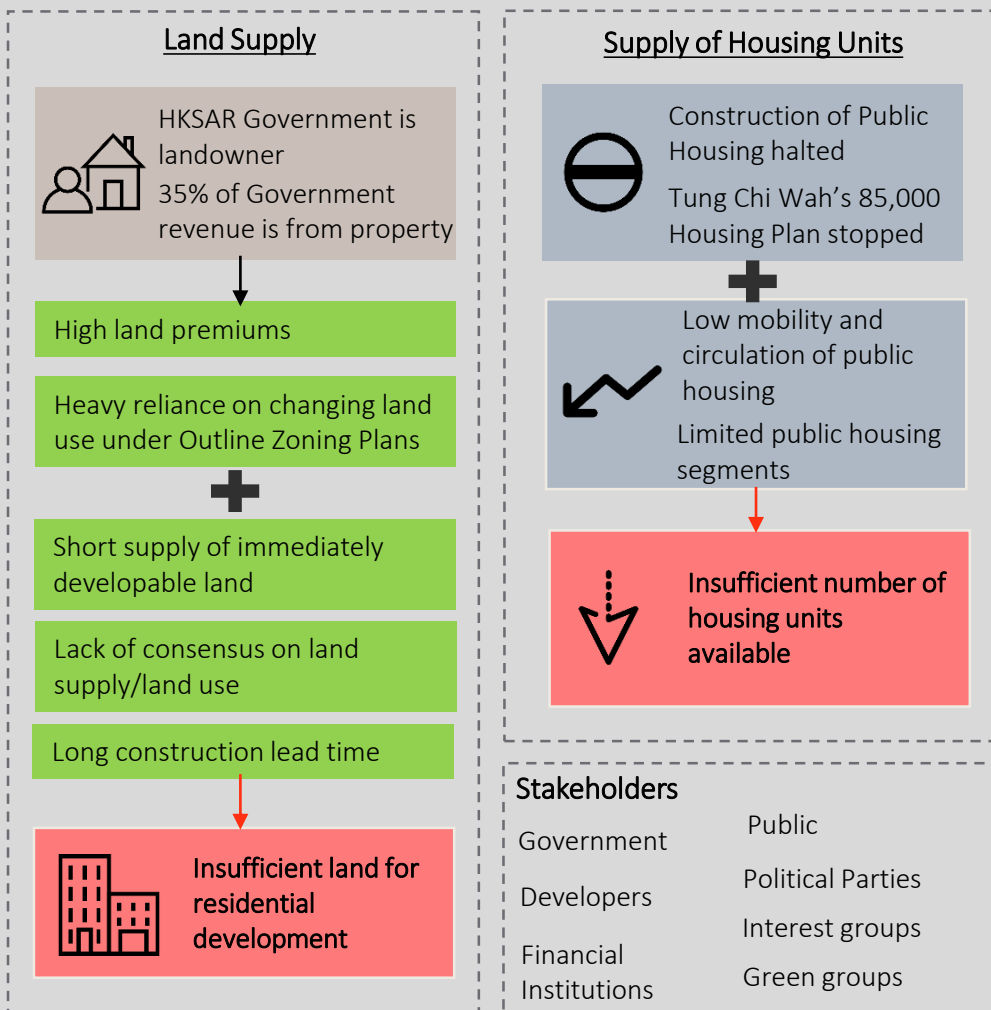 Land Supply
HKSAR Government is
landowner
35% of Government
revenue is from property
High land premiums
Heavy reliance on changing land
use under Outline Zoning Plans
Short supply of immediately
developable land
Lack of consensus on land
supply/land use
Long construction lead time
Insufficient land for
residential
development
Supply of Housing Units
Construction of Public
Housing halted
Tung Chi Wah's 85,000
Housing Plan stopped
Low mobility and
circulation of public
housing
Limited public housing
segments
Insufficient number of
housing units
available
Stakeholders
Government
Developers
Financial
Institutions
Public
Political Parties
Interest groups
Green groups